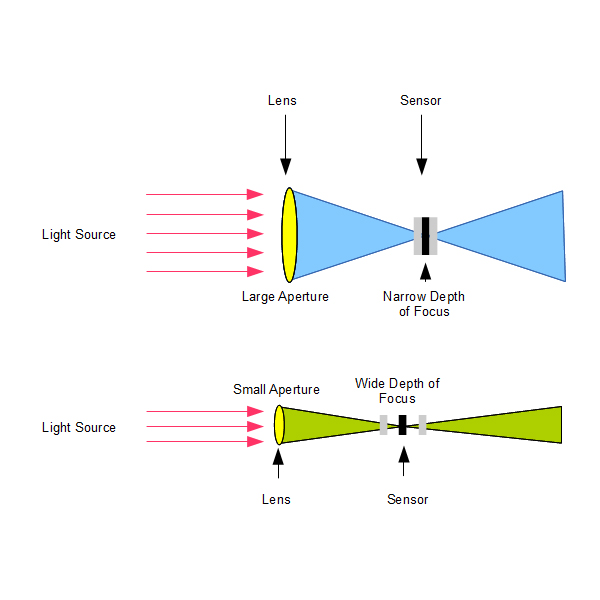 Lens
Sensor
Light Source
Large Aperture
Narrow Depth
of Focus
Small Aperture
Wide Depth of
Focus
Light Source
Lens
Sensor